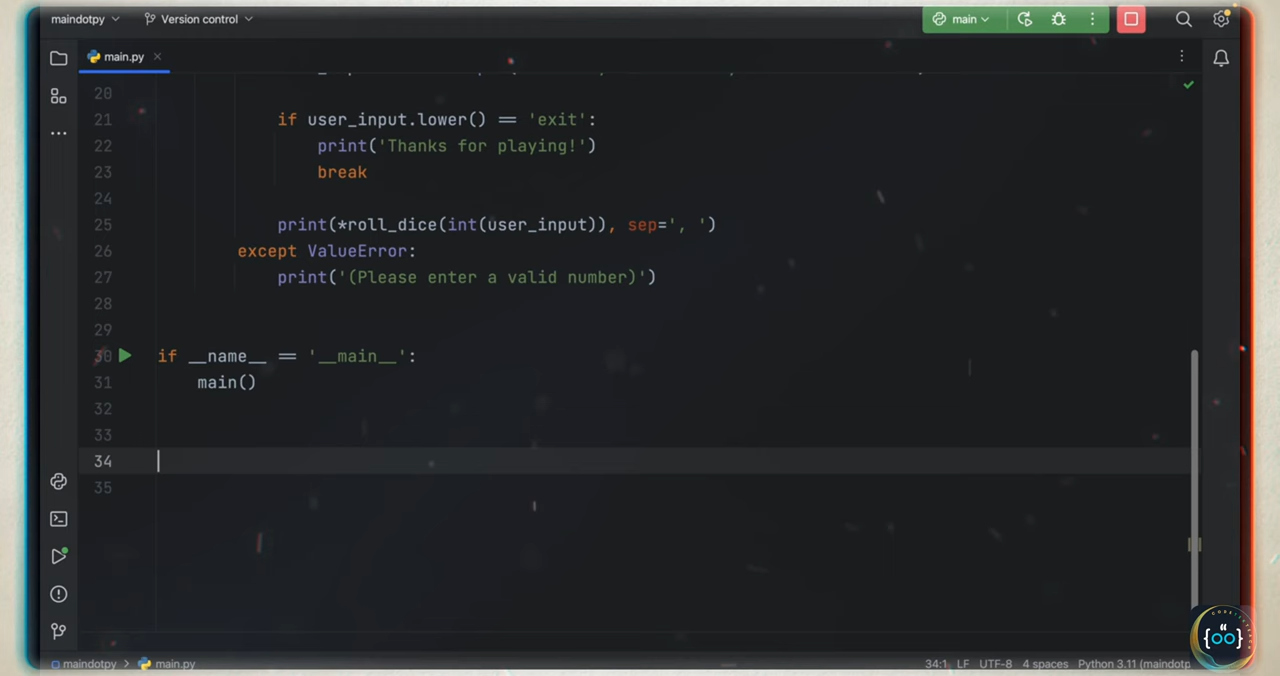 maindotpy Version control main
main.py
20
21 if user_input.lower() == 'exit':
22 print('Thanks for playing!')
23 break
24
25 print(*roll_dice(int(user_input)), sep=', ')
26 except ValueError:
27 print('(Please enter a valid number)')
28
29
30 if __name__ == '__main__':
31 main()
32
33
34
35
maindotpy > main.py 34:1 LF UTF-8 4 spaces Python 3.11 (maindotp